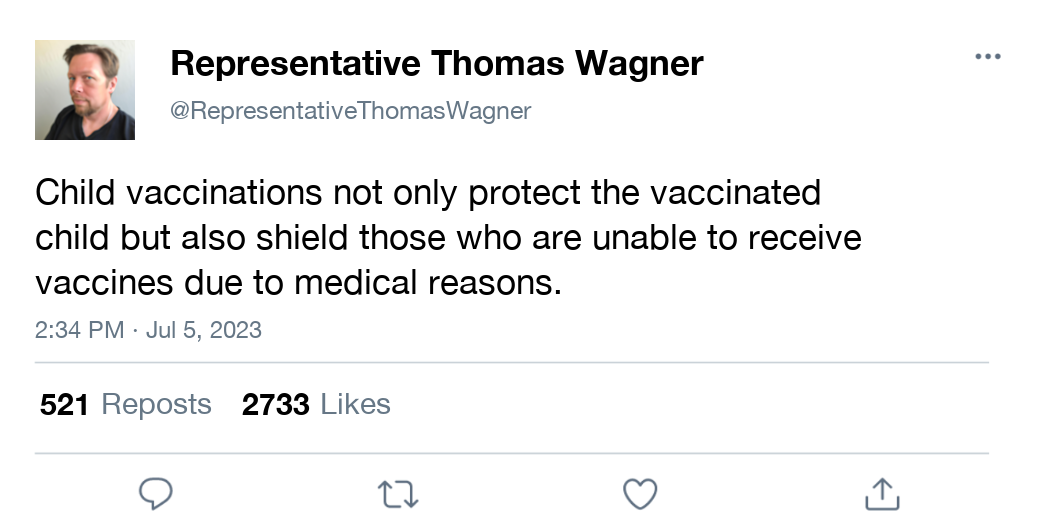 Representative Thomas Wagner
@RepresentativeThomasWagner
Child vaccinations not only protect the vaccinated
child but also shield those who are unable to receive
vaccines due to medical reasons.
2:34 PM · Jul 5, 2023
521 Reposts 2733 Likes